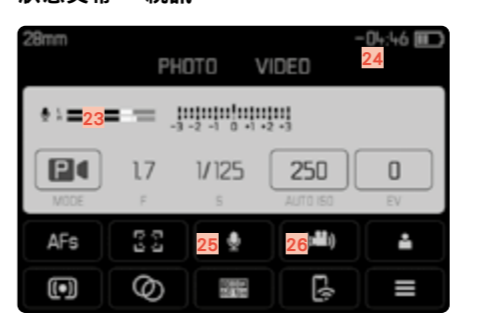 28mm -04:46
24
PHOTO VIDEO
1 23 -3 -2 -1 0 +1 +2 +3
P 1.7 1/125 250 0
MODE F S AUTO ISO EV
AFs 25 26